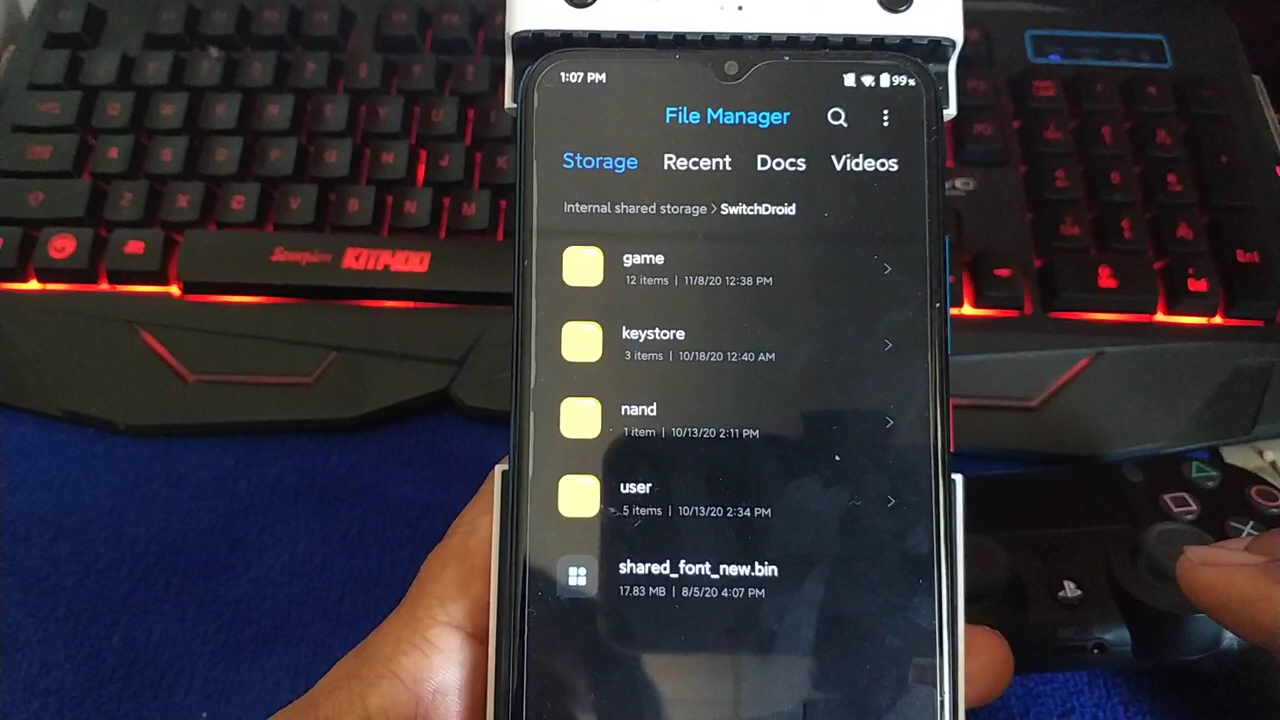 1:07 PM
99%
File Manager
Storage Recent Docs Videos
Internal shared storage > SwitchDroid
game
12 items | 11/8/20 12:38 PM
keystore
3 items | 10/18/20 12:40 AM
nand
1 item | 10/13/20 2:11 PM
user
5 items | 10/13/20 2:34 PM
shared_font_new.bin
17.83 MB | 8/5/20 4:07 PM
T Y U
A S D F G H J K
Z X C V B N M
Scorpion